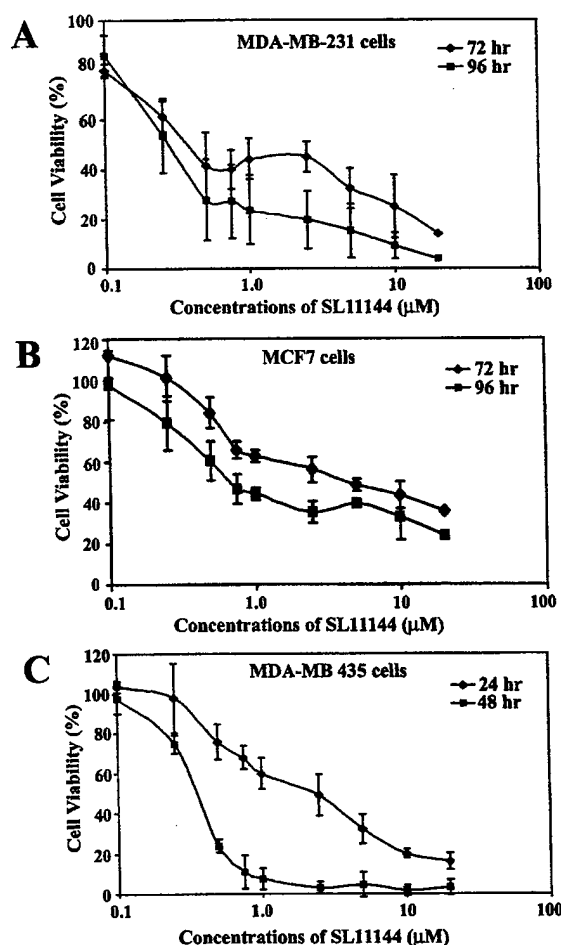 A
MDA-MB-231 cells
72 hr
96 hr
Cell Viability (%)
100
80
60
40
20
0
0.1
1.0
10
100
Concentrations of SL11144 (μM)
B
MCF7 cells
72 hr
96 hr
Cell Viability (%)
120
100
80
60
40
20
0
0.1
1.0
10
100
Concentrations of SL11144 (μM)
C
MDA-MB 435 cells
24 hr
48 hr
Cell Viability (%)
120
100
80
60
40
20
0
0.1
1.0
10
100
Concentrations of SL11144 (μM)